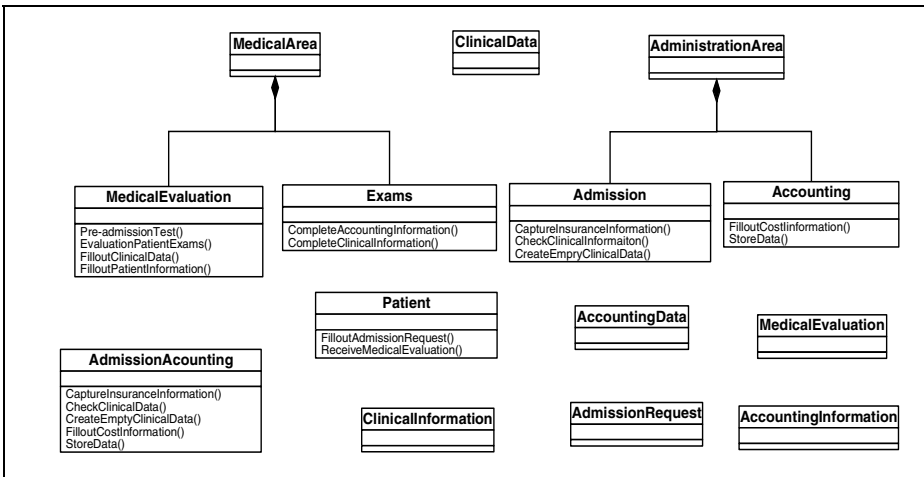 MedicalArea
ClinicalData
AdministrationArea
MedicalEvaluation
Pre-admissionTest()
EvaluationPatientExams()
FilloutClinicalData()
FilloutPatientInformation()
Exams
CompleteAccountingInformation()
CompleteClinicalInformation()
Admission
CaptureInsuranceInformation()
CheckClinicalInformaiton()
CreateEmpryClinicalData()
Accounting
FilloutCostIinformation()
StoreData()
Patient
FilloutAdmissionRequest()
ReceiveMedicalEvaluation()
AccountingData
MedicalEvaluation
AdmissionAcounting
CaptureInsuranceInformation()
CheckClinicalData()
CreateEmptyClinicalData()
FilloutCostInformation()
StoreData()
ClinicalInformation
AdmissionRequest
AccountingInformation